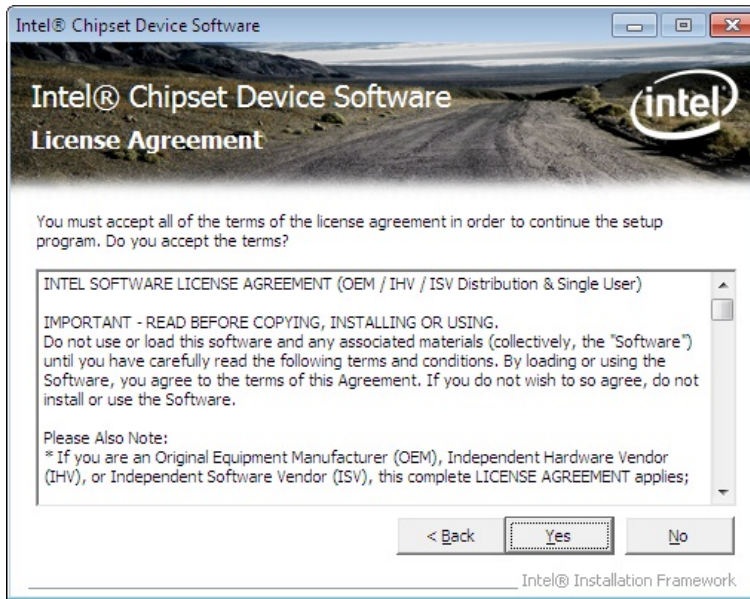 Intel® Chipset Device Software
Intel® Chipset Device Software
intel
License Agreement
You must accept all of the terms of the license agreement in order to continue the setup
program. Do you accept the terms?
INTEL SOFTWARE LICENSE AGREEMENT (OEM / IHV / ISV Distribution & Single User)
IMPORTANT - READ BEFORE COPYING, INSTALLING OR USING.
Do not use or load this software and any associated materials (collectively, the "Software")
until you have carefully read the following terms and conditions. By loading or using the
Software, you agree to the terms of this Agreement. If you do not wish to so agree, do not
install or use the Software.
Please Also Note:
* If you are an Original Equipment Manufacturer (OEM), Independent Hardware Vendor
(IHV), or Independent Software Vendor (ISV), this complete LICENSE AGREEMENT applies;
< Back Yes No
Intel® Installation Framework